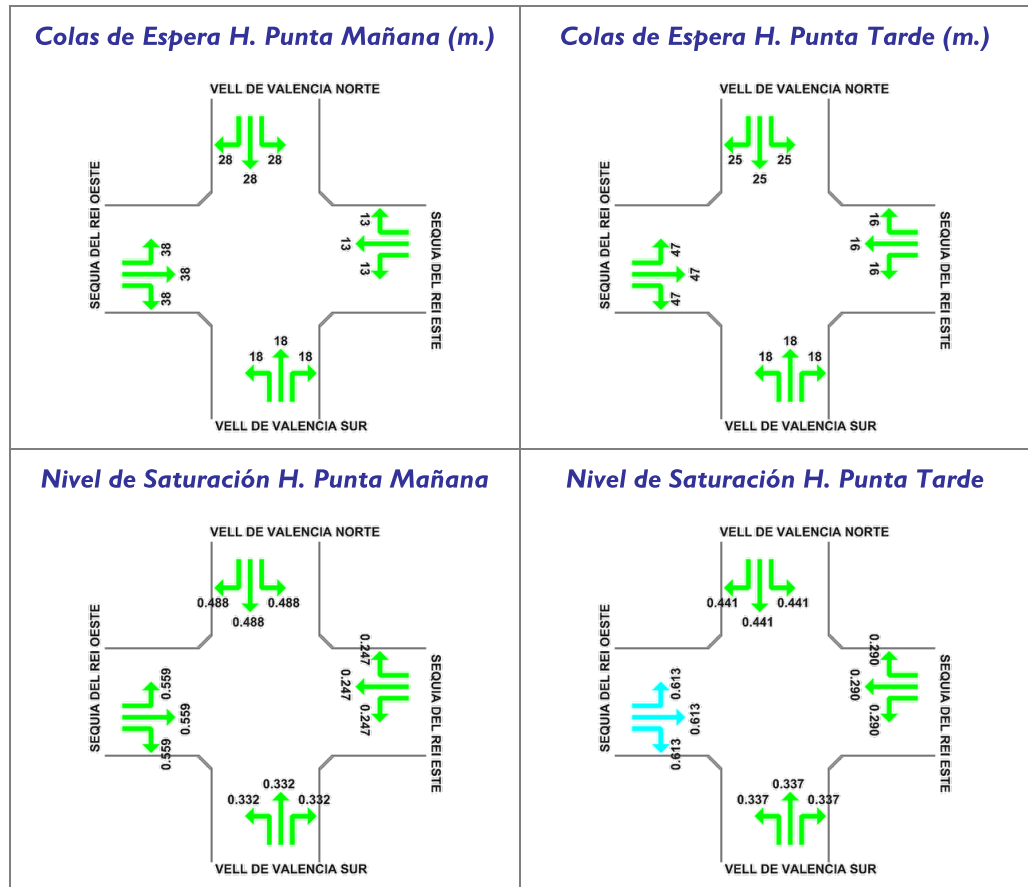 Colas de Espera H. Punta Mañana (m.)
VELL DE VALENCIA NORTE
28 28
28
SEQUIA DEL REI OESTE
38
38
38
13
13
13
SEQUIA DEL REI ESTE
18
18 18
VELL DE VALENCIA SUR
Colas de Espera H. Punta Tarde (m.)
VELL DE VALENCIA NORTE
25 25
25
SEQUIA DEL REI OESTE
47
47
47
16
16
16
SEQUIA DEL REI ESTE
18
18 18
VELL DE VALENCIA SUR
Nivel de Saturación H. Punta Mañana
VELL DE VALENCIA NORTE
0.488 0.488
0.488
SEQUIA DEL REI OESTE
0.559
0.559
0.559
0.247
0.247
0.247
SEQUIA DEL REI ESTE
0.332
0.332 0.332
VELL DE VALENCIA SUR
Nivel de Saturación H. Punta Tarde
VELL DE VALENCIA NORTE
0.441 0.441
0.441
SEQUIA DEL REI OESTE
0.613
0.613
0.613
0.290
0.290
0.290
SEQUIA DEL REI ESTE
0.337
0.337 0.337
VELL DE VALENCIA SUR